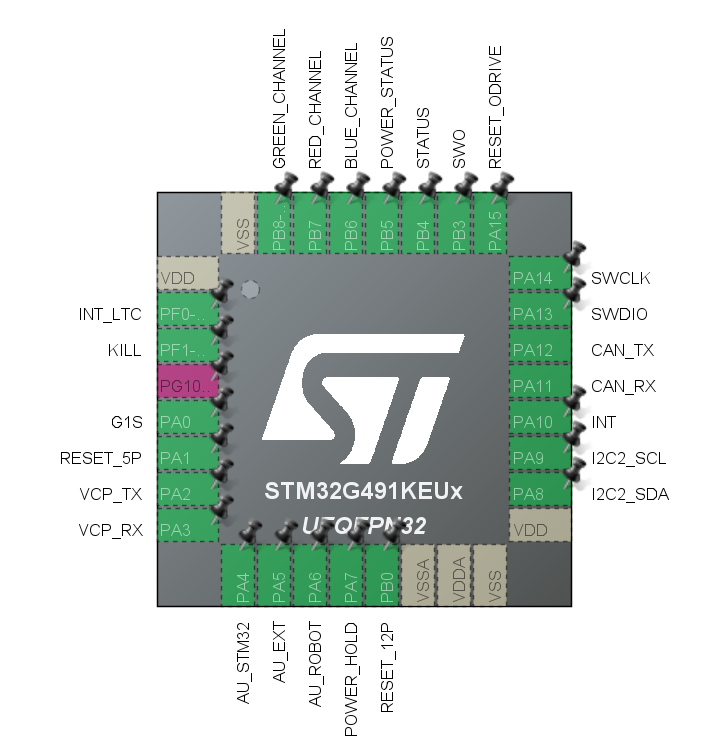 GREEN_CHANNEL
RED_CHANNEL
BLUE_CHANNEL
POWER_STATUS
STATUS
SWO
RESET_ODRIVE
VSS
PB8-..
PB7
PB6
PB5
PB4
PB3
PA15
VDD
INT_LTC PF0-..
KILL PF1-..
PG10..
G1S PA0
RESET_5P PA1
VCP_TX PA2
VCP_RX PA3
PA14 SWCLK
PA13 SWDIO
PA12 CAN_TX
PA11 CAN_RX
PA10 INT
PA9 I2C2_SCL
PA8 I2C2_SDA
VDD
ST
STM32G491KEUx
UFQFPN32
PA4
PA5
PA6
PA7
PB0
VSSA
VDDA
VSS
AU_STM32
AU_EXT
AU_ROBOT
POWER_HOLD
RESET_12P